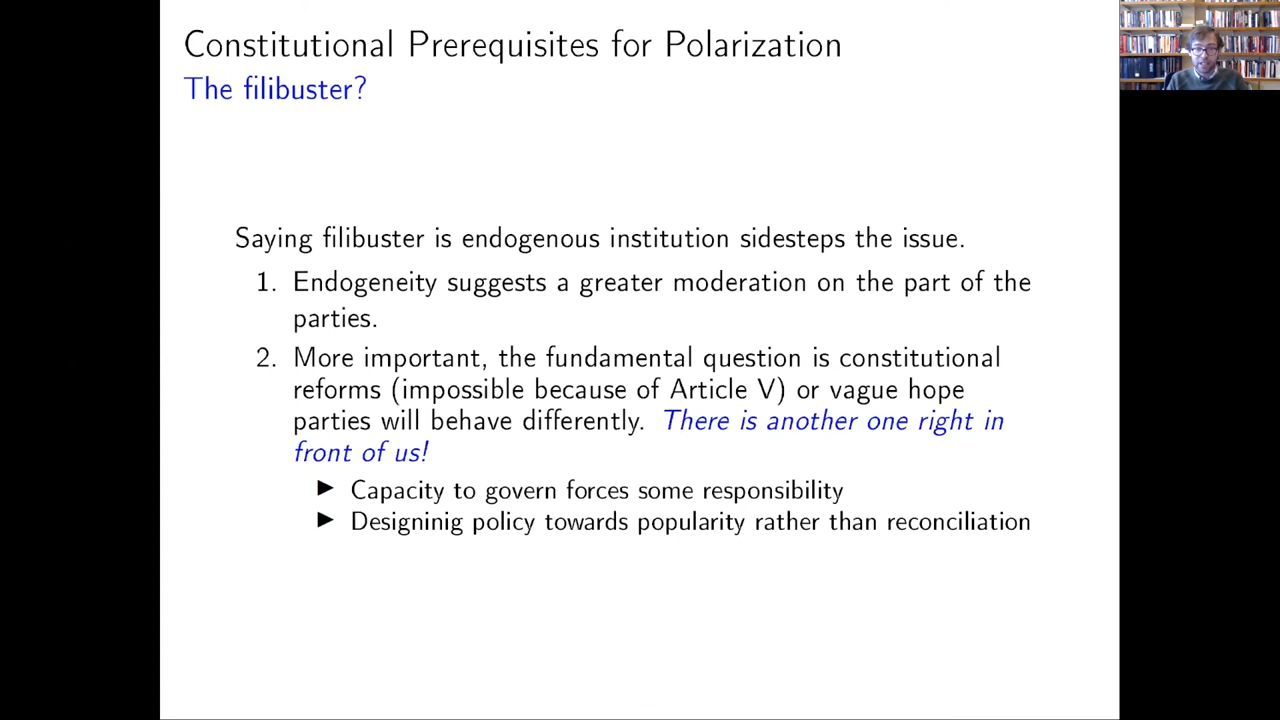 Constitutional Prerequisites for Polarization
The filibuster?
Saying filibuster is endogenous institution sidesteps the issue.
1. Endogeneity suggests a greater moderation on the part of the
parties.
2. More important, the fundamental question is constitutional
reforms (impossible because of Article V) or vague hope
parties will behave differently. There is another one right in
front of us!
▶ Capacity to govern forces some responsibility
▶ Designinig policy towards popularity rather than reconciliation